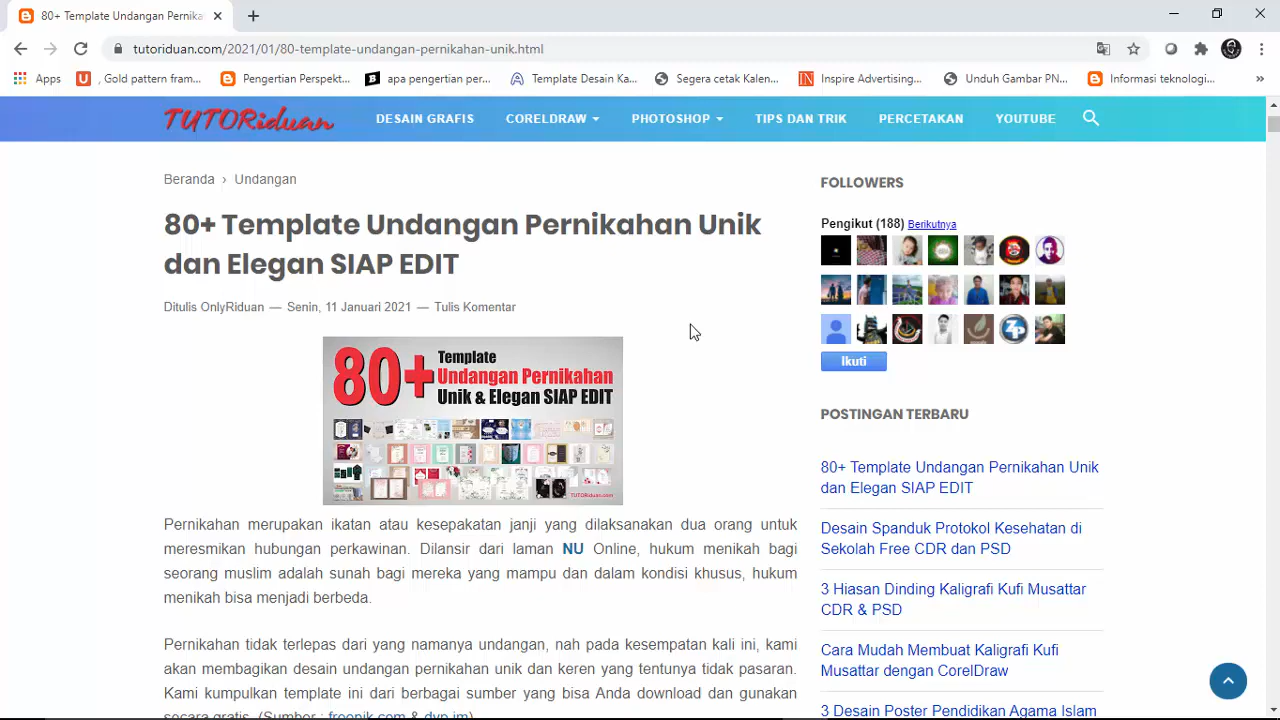 80+ Template Undangan Pernika
tutoriduan.com/2021/01/80-template-undangan-pernikahan-unik.html
Apps
, Gold pattern fram...
Pengertian Perspekt...
apa pengertian per...
Template Desain Ka...
Segera cetak Kalen...
Inspire Advertising...
Unduh Gambar PN...
Informasi teknologi...
»
TUTORiduan
DESAIN GRAFIS
CORELDRAW
PHOTOSHOP
TIPS DAN TRIK
PERCETAKAN
YOUTUBE
Beranda › Undangan
80+ Template Undangan Pernikahan Unik
dan Elegan SIAP EDIT
Ditulis OnlyRiduan — Senin, 11 Januari 2021 — Tulis Komentar
80+ Template
Undangan Pernikahan
Unik & Elegan SIAP EDIT
TUTORiduan.com
Pernikahan merupakan ikatan atau kesepakatan janji yang dilaksanakan dua orang untuk
meresmikan hubungan perkawinan. Dilansir dari laman NU Online, hukum menikah bagi
seorang muslim adalah sunah bagi mereka yang mampu dan dalam kondisi khusus, hukum
menikah bisa menjadi berbeda.
Pernikahan tidak terlepas dari yang namanya undangan, nah pada kesempatan kali ini, kami
akan membagikan desain undangan pernikahan unik dan keren yang tentunya tidak pasaran.
Kami kumpulkan template ini dari berbagai sumber yang bisa Anda download dan gunakan
secara gratis. (Sumber : freepik.com & dyp.im)
FOLLOWERS
Pengikut (188) Berikutnya
Ikuti
POSTINGAN TERBARU
80+ Template Undangan Pernikahan Unik
dan Elegan SIAP EDIT
Desain Spanduk Protokol Kesehatan di
Sekolah Free CDR dan PSD
3 Hiasan Dinding Kaligrafi Kufi Musattar
CDR & PSD
Cara Mudah Membuat Kaligrafi Kufi
Musattar dengan CorelDraw
3 Desain Poster Pendidikan Agama Islam